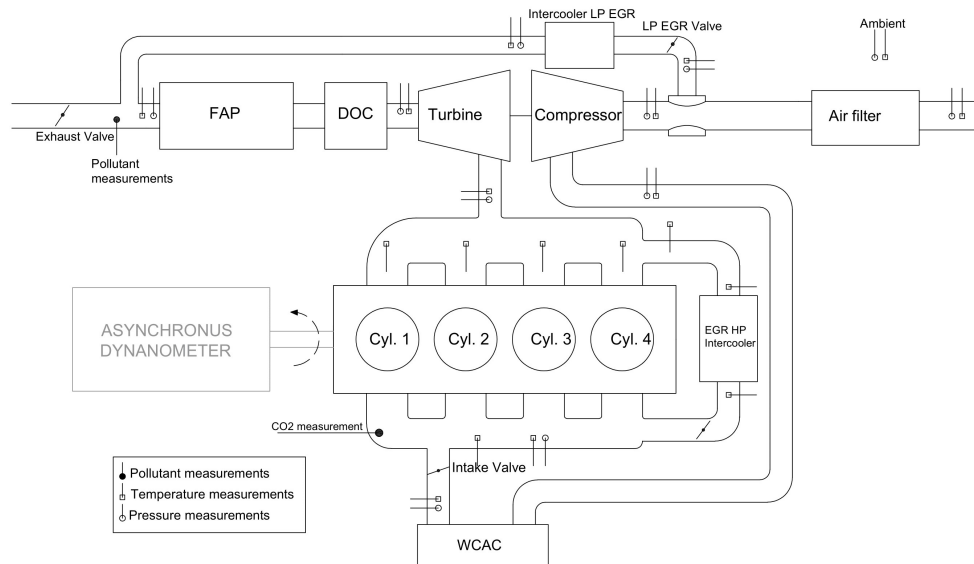 Intercooler LP EGR
LP EGR Valve
Ambient
FAP
DOC
Turbine
Compressor
Air filter
Exhaust Valve
Pollutant
measurements
ASYNCHRONUS
DYNANOMETER
Cyl. 1
Cyl. 2
Cyl. 3
Cyl. 4
EGR HP
Intercooler
CO2 measurement
Intake Valve
Pollutant measurements
Temperature measurements
Pressure measurements
WCAC